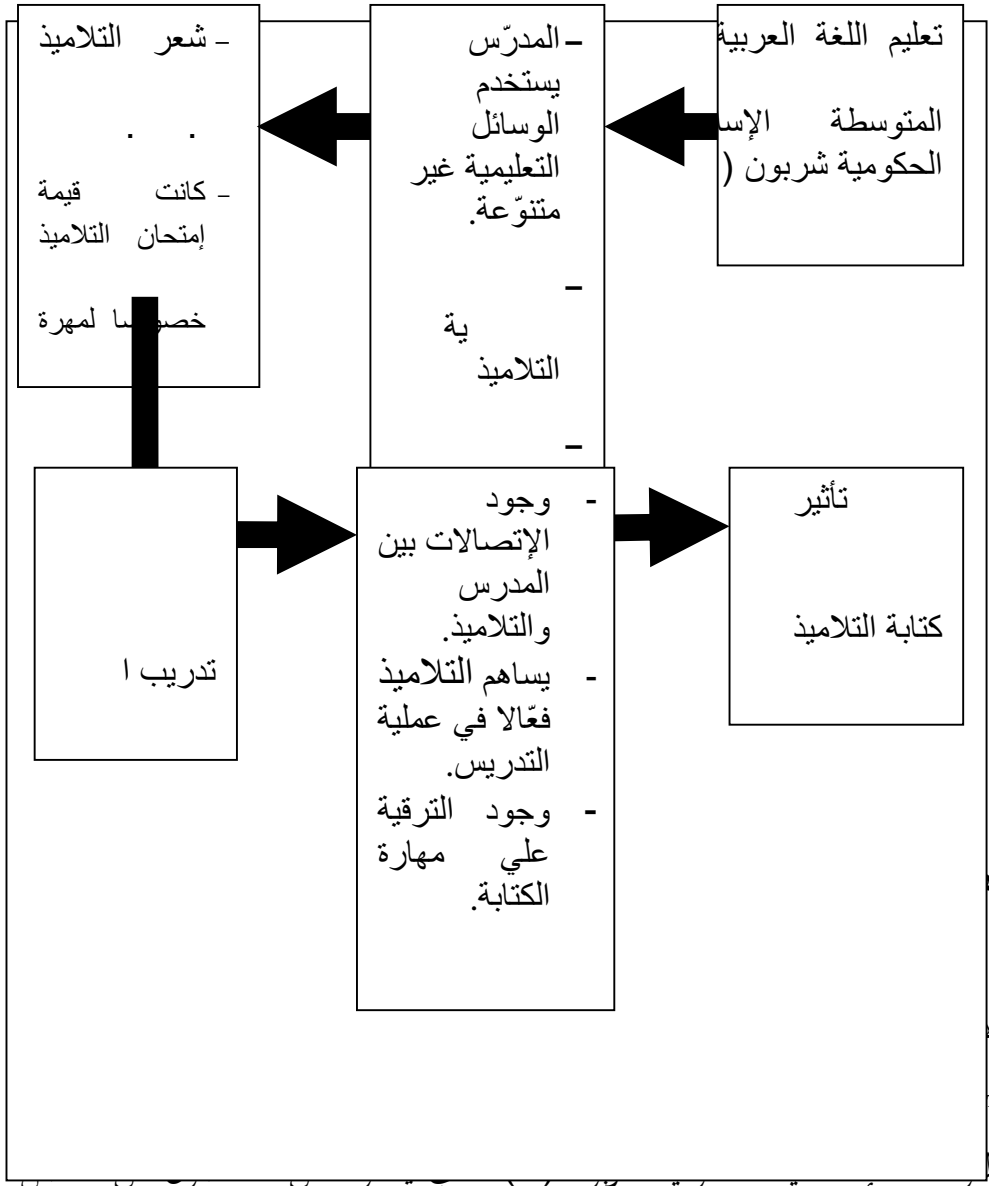 تعليم اللغة العربية
المتوسطة
الحكومية شربون (
– المدرّس
يستخدم
الوسائل
التعليمية غير
متنوّعة.
–
ية
التلاميذ
–
- شعر التلاميذ
. .
- كانت قيمة
إمتحان التلاميذ
لمهرة
تدريب ا
- وجود
الإتصالات بين
المدرس
والتلاميذ.
- يساهم التلاميذ
فعّالا في عملية
التدريس.
- وجود الترقية
علي مهارة
الكتابة.
تأثير
كتابة التلاميذ